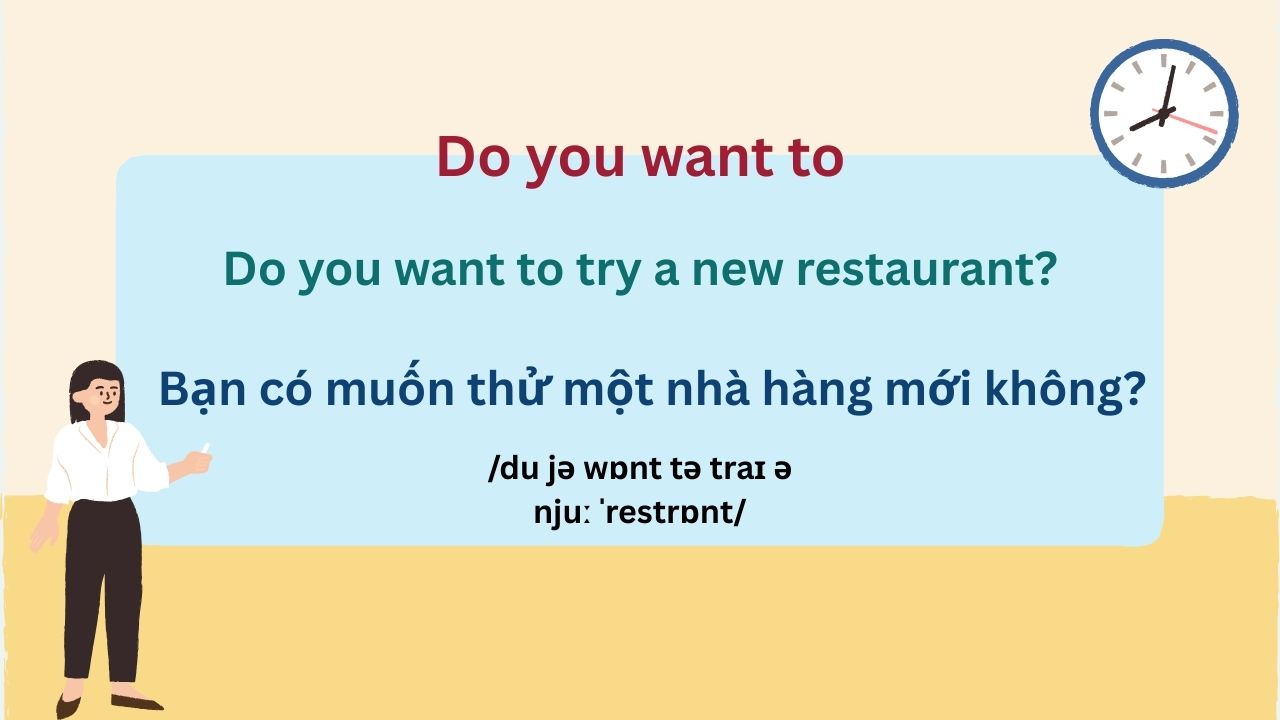 Do you want to
Do you want to try a new restaurant?
Bạn có muốn thử một nhà hàng mới không?
/du jə wɒnt tə traɪ ə
njuː ˈrestrɒnt/